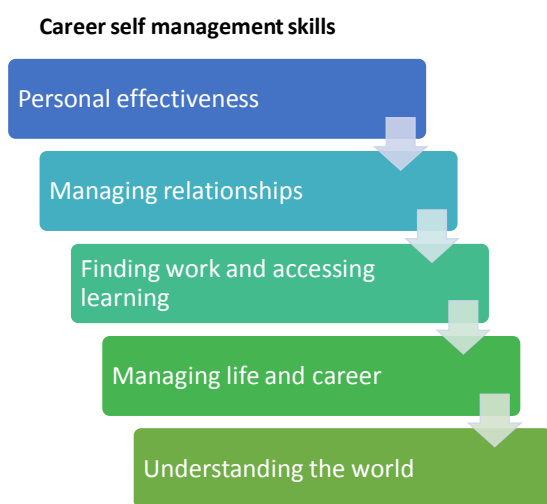 Career self management skills
Personal effectiveness
Managing relationships
Finding work and accessing
learning
Managing life and career
Understanding the world